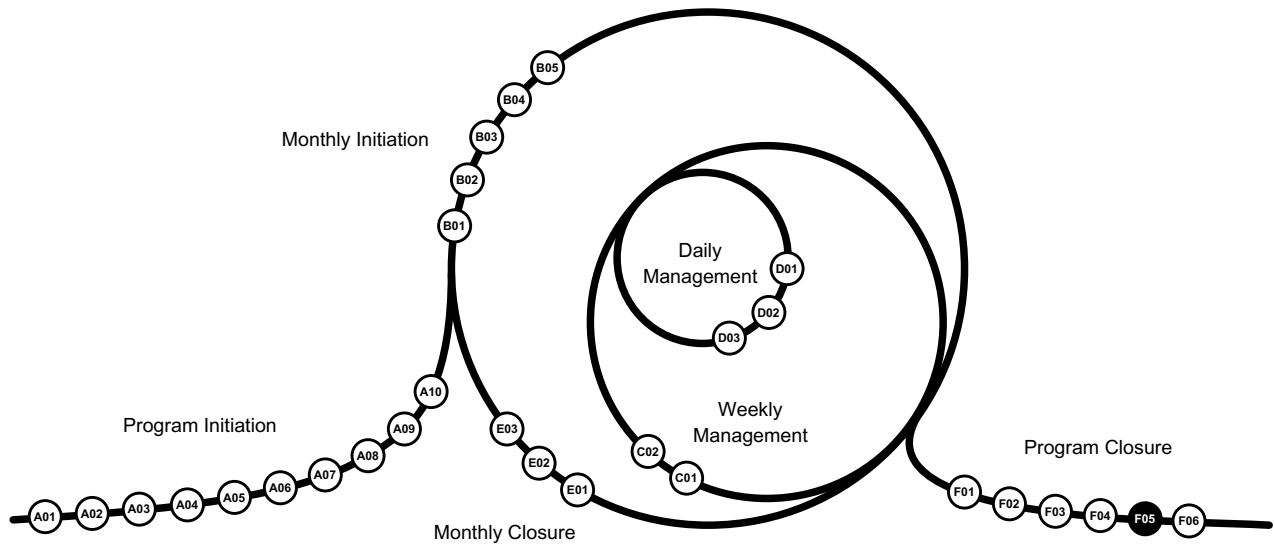 Monthly Initiation
B05
B04
B03
B02
B01
Daily
Management
D01
D02
D03
Program Initiation
A01
A02
A03
A04
A05
A06
A07
A08
A09
A10
Weekly
Management
C02
C01
E03
E02
E01
Monthly Closure
Program Closure
F01
F02
F03
F04
F05
F06